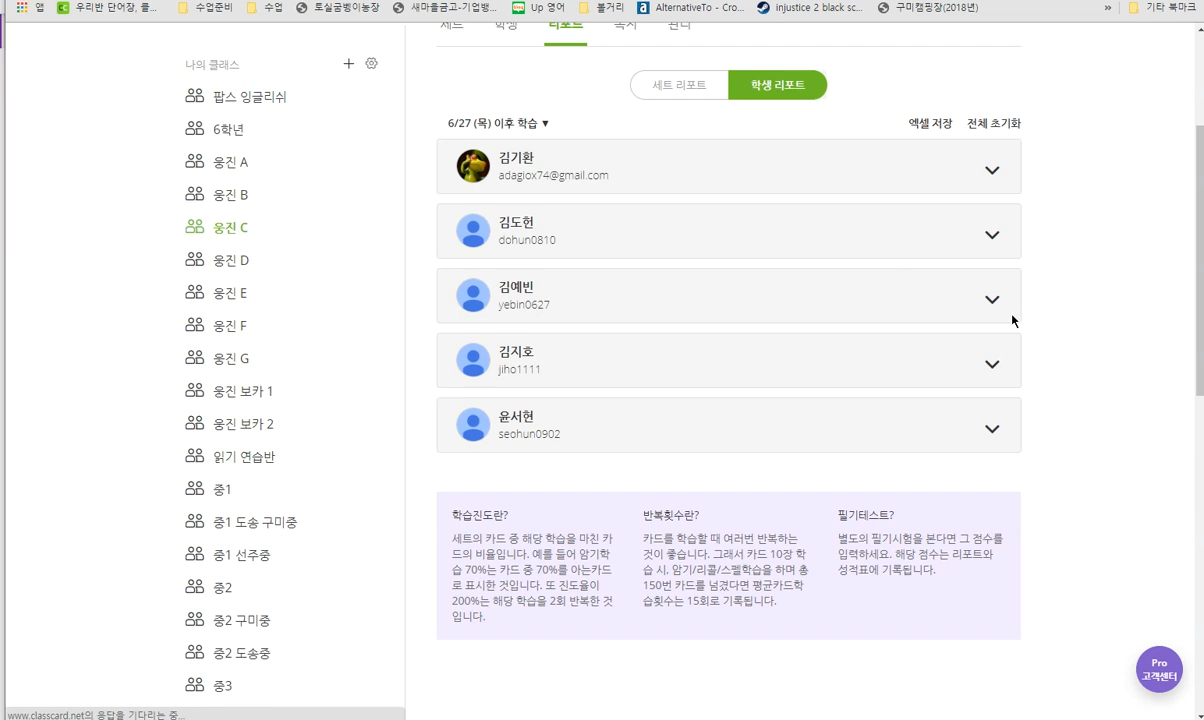 앱
우리반 단어장, 클...
수업준비
수업
토실굼벵이농장
새마을금고-기업뱅...
Up 영어
볼거리
AlternativeTo - Cro...
injustice 2 black sc...
구미캠핑장(2018년)
»
기타 북마크
세트 학생 리포트 쪽지 관리
나의 클래스
팝스 잉글리쉬
6학년
웅진 A
웅진 B
웅진 C
웅진 D
웅진 E
웅진 F
웅진 G
웅진 보카 1
웅진 보카 2
읽기 연습반
중1
중1 도송 구미중
중1 선주중
중2
중2 구미중
중2 도송중
중3
세트 리포트 학생 리포트
6/27 (목) 이후 학습 ▼
엑셀 저장 전체 초기화
김기환
adagiox74@gmail.com
김도헌
dohun0810
김예빈
yebin0627
김지호
jiho1111
윤서현
seohun0902
학습진도란?
세트의 카드 중 해당 학습을 마친 카
드의 비율입니다. 예를 들어 암기학
습 70%는 카드 중 70%를 아는카드
로 표시한 것입니다. 또 진도율이
200%는 해당 학습을 2회 반복한 것
입니다.
반복횟수란?
카드를 학습할 때 여러번 반복하는
것이 좋습니다. 그래서 카드 10장 학
습 시, 암기/리콜/스펠학습을 하며 총
150번 카드를 넘겼다면 평균카드학
습횟수는 15회로 기록됩니다.
필기테스트?
별도의 필기시험을 본다면 그 점수를
입력하세요. 해당 점수는 리포트와
성적표에 기록됩니다.
Pro
고객센터
www.classcard.net의 응답을 기다리는 중...